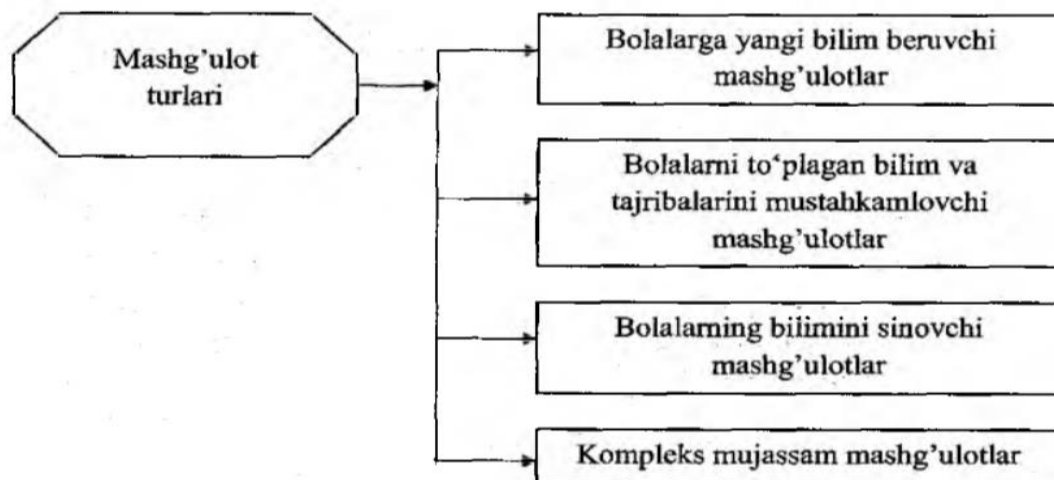 Mashg'ulot
turlari
Bolalarga yangi bilim beruvchi
mashg'ulotlar
Bolalarni to‘plagan bilim va
tajribalarini mustahkamlovchi
mashg'ulotlar
Bolalarning bilimini sinovchi
mashg'ulotlar
Kompleks mujassam mashg'ulotlar